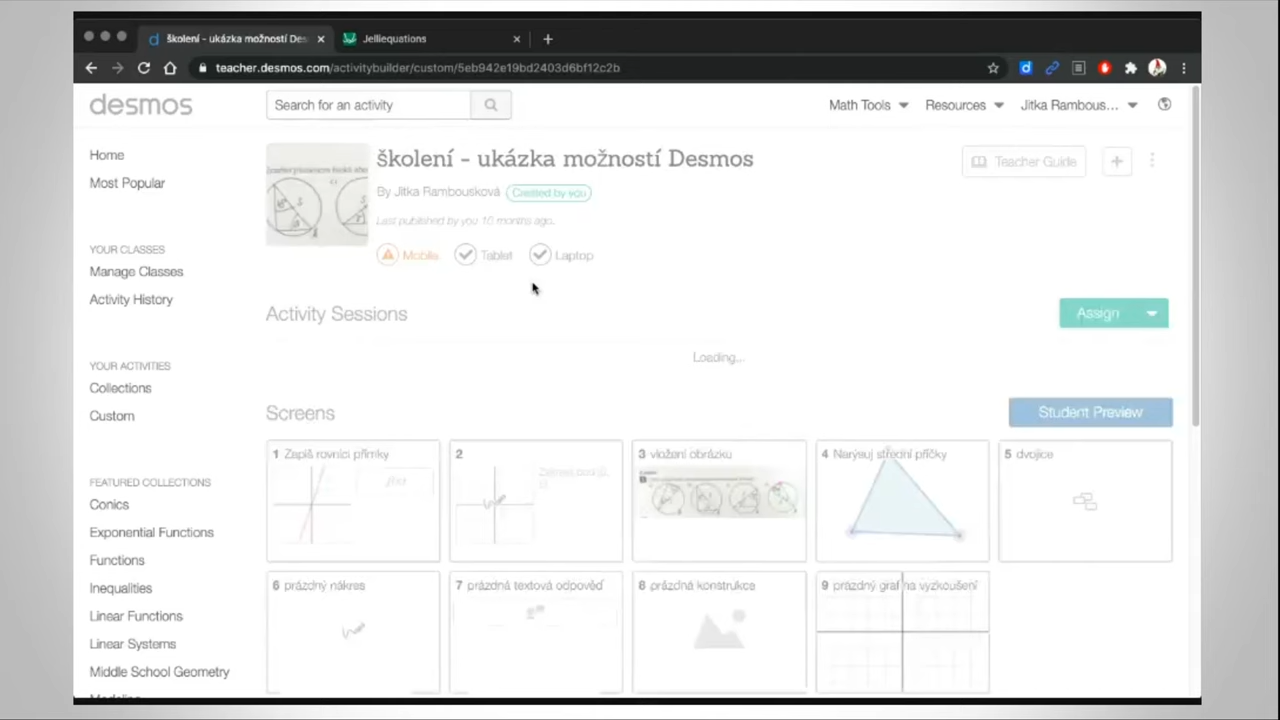 školení - ukázka možností Des
Jelliequations
teacher.desmos.com/activitybuilder/custom/5eb942e19bd2403d6bf12c2b
desmos
Search for an activity
Math Tools
Resources
Jitka Rambous...
Home
Most Popular
YOUR CLASSES
Manage Classes
Activity History
YOUR ACTIVITIES
Collections
Custom
FEATURED COLLECTIONS
Conics
Exponential Functions
Functions
Inequalities
Linear Functions
Linear Systems
Middle School Geometry
školení - ukázka možností Desmos
By Jitka Rambousková Created by you
Last published by you 10 months ago.
Mobile Tablet Laptop
Teacher Guide
Activity Sessions
Assign
Loading...
Screens
Student Preview
1 Zapiš rovnici přímky
2
3 vložení obrázku
4 Narýsuj střední příčky
5 dvojice
6 prázdný nákres
7 prázdná textová odpověď
8 prázdná konstrukce
9 prázdný graf na vyzkoušení